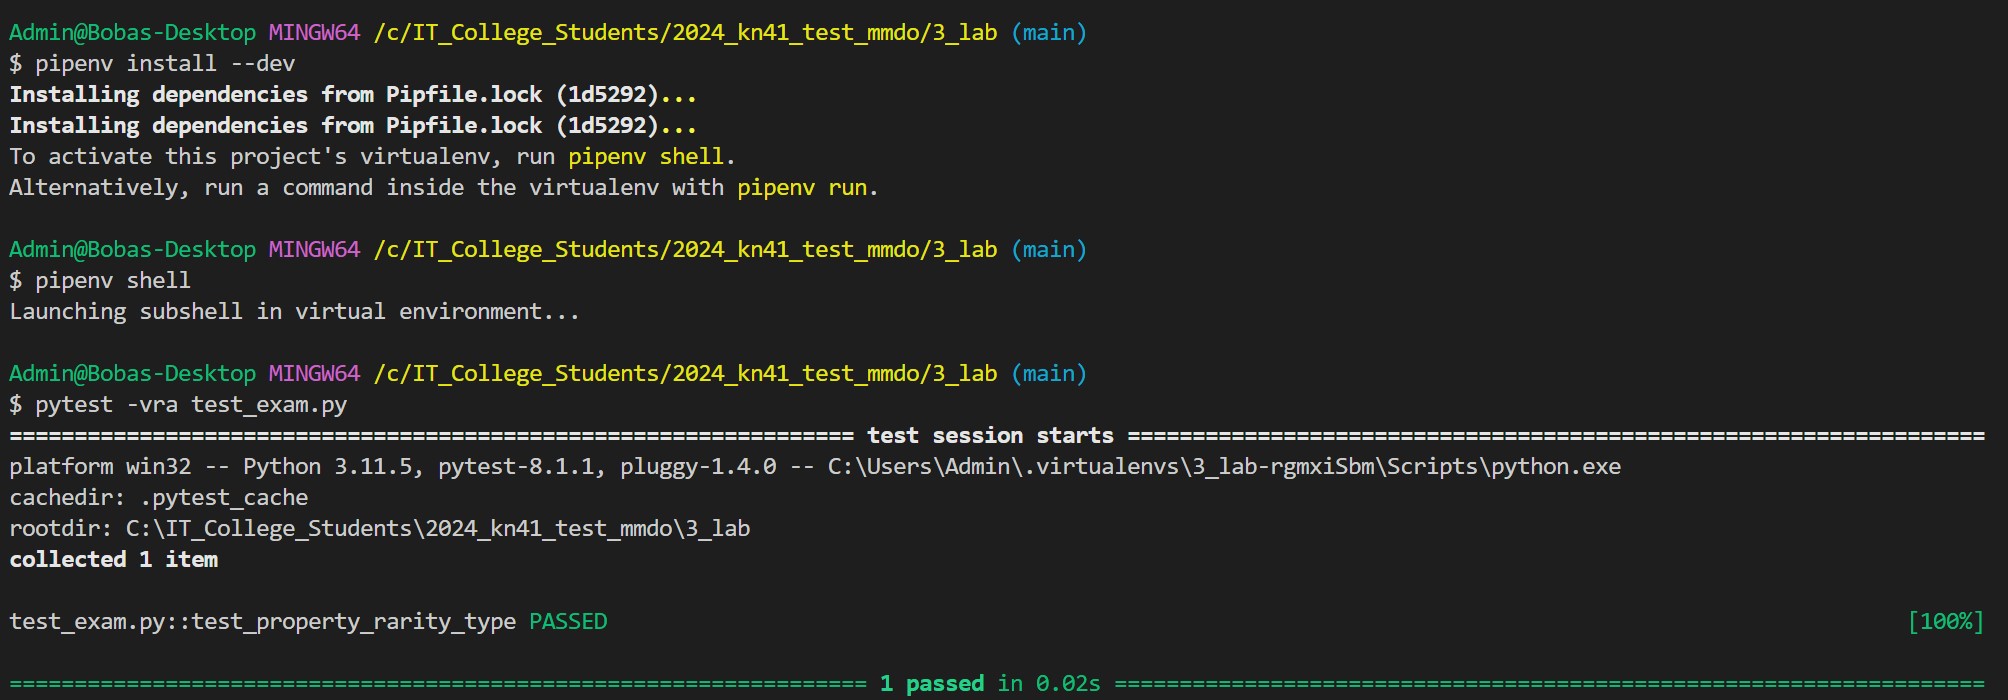 Admin@Bobas-Desktop MINGW64 /c/IT_College_Students/2024_kn41_test_mmdo/3_lab (main)
$ pipenv install --dev
Installing dependencies from Pipfile.lock (1d5292)...
Installing dependencies from Pipfile.lock (1d5292)...
To activate this project's virtualenv, run pipenv shell.
Alternatively, run a command inside the virtualenv with pipenv run.
Admin@Bobas-Desktop MINGW64 /c/IT_College_Students/2024_kn41_test_mmdo/3_lab (main)
$ pipenv shell
Launching subshell in virtual environment...
Admin@Bobas-Desktop MINGW64 /c/IT_College_Students/2024_kn41_test_mmdo/3_lab (main)
$ pytest -vra test_exam.py
================================================================= test session starts ==================================================================
platform win32 -- Python 3.11.5, pytest-8.1.1, pluggy-1.4.0 -- C:\Users\Admin\.virtualenvs\3_lab-rgmxiSbm\Scripts\python.exe
cachedir: .pytest_cache
rootdir: C:\IT_College_Students\2024_kn41_test_mmdo\3_lab
collected 1 item
test_exam.py::test_property_rarity_type PASSED [100%]
================================================================== 1 passed in 0.02s ===================================================================